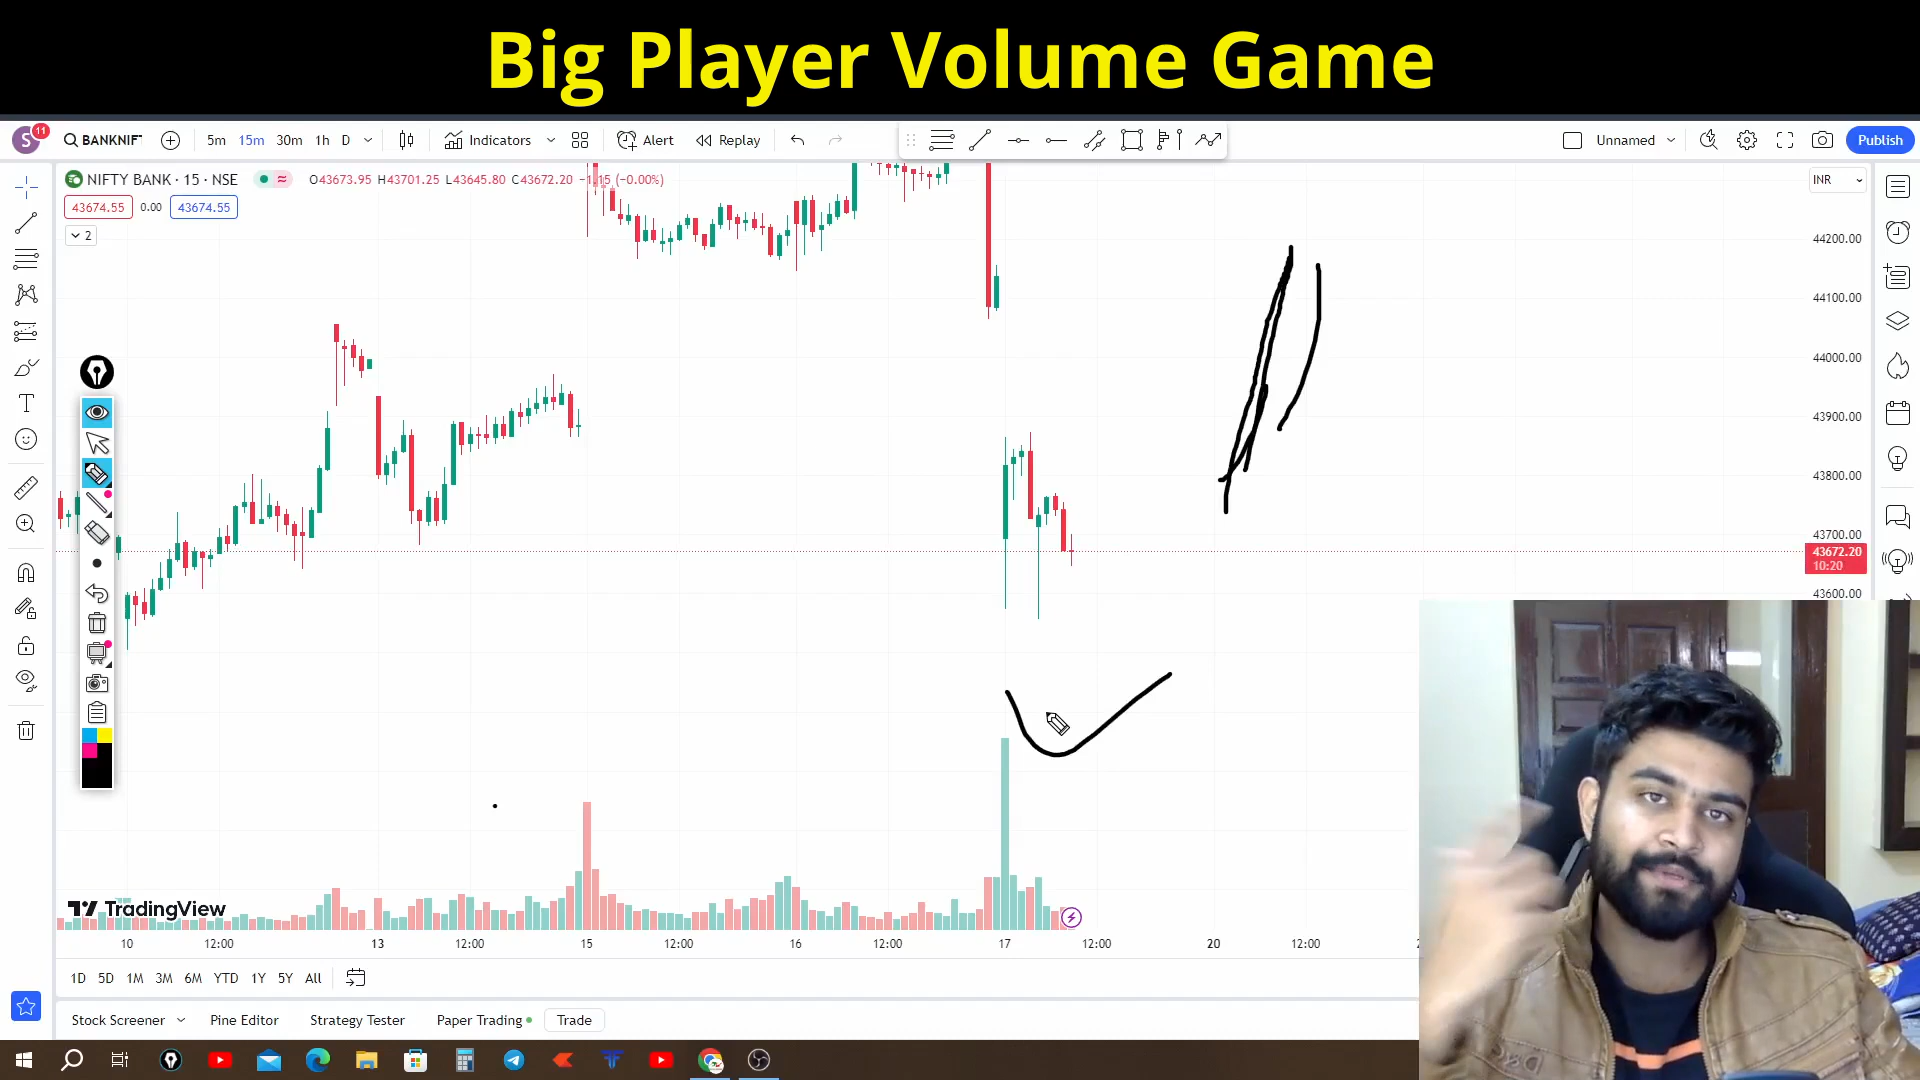 Big Player Volume Game
S 11 BANKNIF 5m 15m 30m 1h D Indicators Alert Replay Unnamed Publish
NIFTY BANK · 15 · NSE O43673.95 H43701.25 L43645.80 C43672.20 −1.15 (−0.00%) INR
43674.55 0.00 43674.55
2
44200.00
44100.00
44000.00
43900.00
43800.00
43700.00
43672.20
10:20
43600.00
TradingView
10 12:00 13 12:00 15 12:00 16 12:00 17 12:00 20 12:00
1D 5D 1M 3M 6M YTD 1Y 5Y All
Stock Screener Pine Editor Strategy Tester Paper Trading Trade